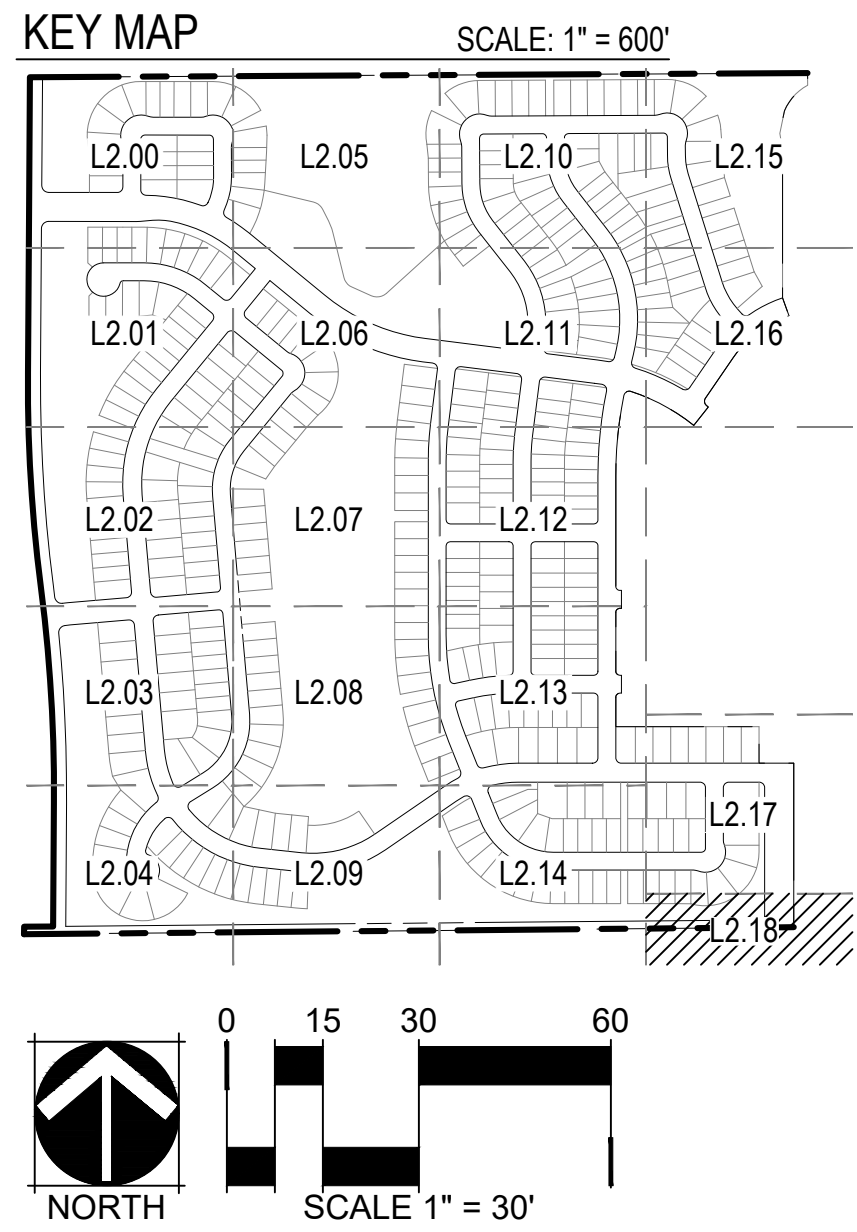 KEY MAP SCALE: 1" = 600'
L2.00 L2.05 L2.10 L2.15
L2.01 L2.06 L2.11 L2.16
L2.02 L2.07 L2.12
L2.03 L2.08 L2.13
L2.17
L2.04 L2.09 L2.14
L2.18
0 15 30 60
NORTH SCALE 1" = 30'